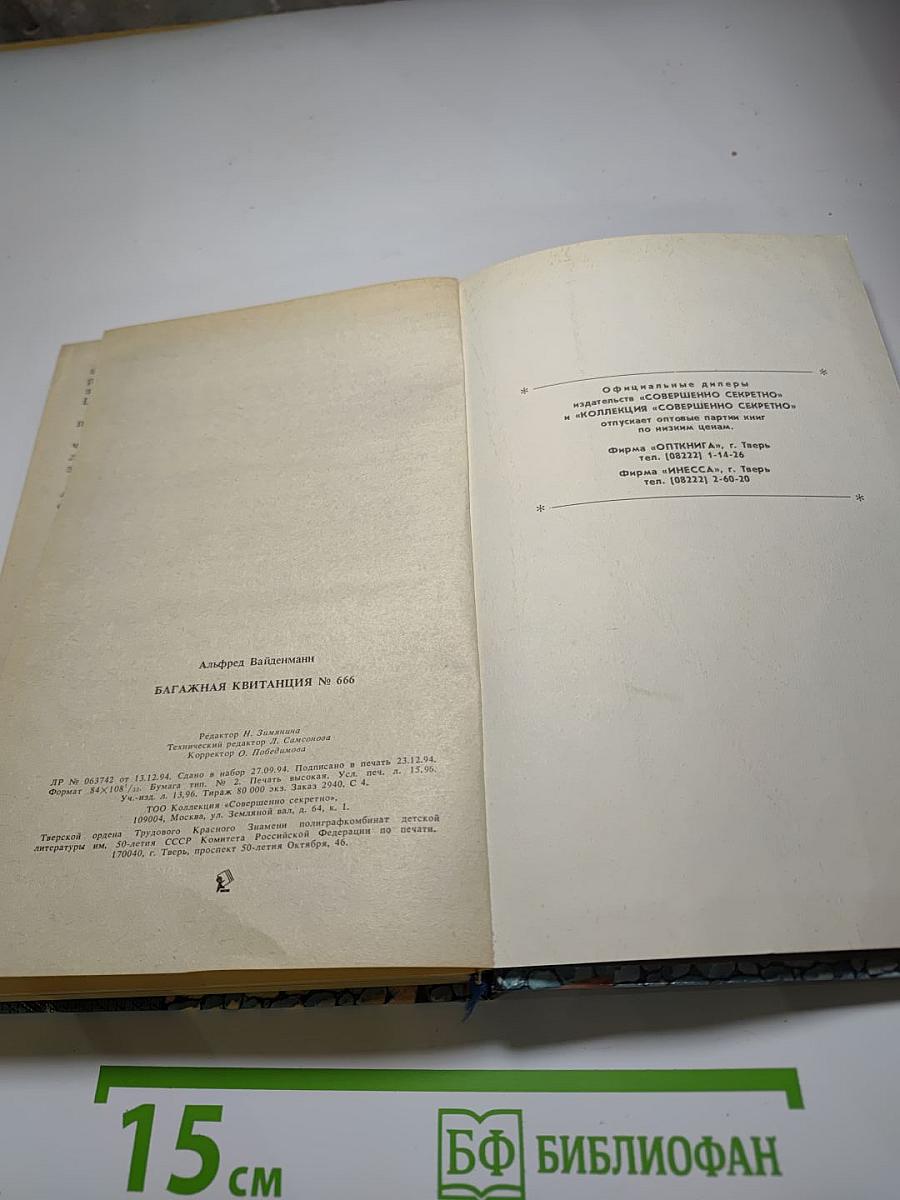 Альфред Вайденманн
БАГАЖНАЯ КВИТАНЦИЯ № 666
Редактор Н. Зимянина
Технический редактор Л. Самсонова
Корректор О. Победимова
ЛР № 063742 от 13.12.94. Сдано в набор 27.09.94. Подписано в печать 23.12.94.
Формат 84×108 1/32. Бумага тип. № 2. Печать высокая. Усл. печ. л. 15,96.
Уч.-изд. л. 13,96. Тираж 80 000 экз. Заказ 2940. С 4.
ТОО Коллекция «Совершенно секретно»,
109004, Москва, ул. Земляной вал, д. 64, к. 1.
Тверской ордена Трудового Красного Знамени полиграфкомбинат детской
литературы им. 50-летия СССР Комитета Российской Федерации по печати.
170040, г. Тверь, проспект 50-летия Октября, 46.
Официальные дилеры
издательств «СОВЕРШЕННО СЕКРЕТНО»
и «КОЛЛЕКЦИЯ «СОВЕРШЕННО СЕКРЕТНО»
отпускает оптовые партии книг
по низким ценам.
Фирма «ОПТКНИГА», г. Тверь
тел. [08222] 1-14-26
Фирма «ИНЕССА», г. Тверь
тел. [08222] 2-60-20
15 см
БФ БИБЛИОФАН